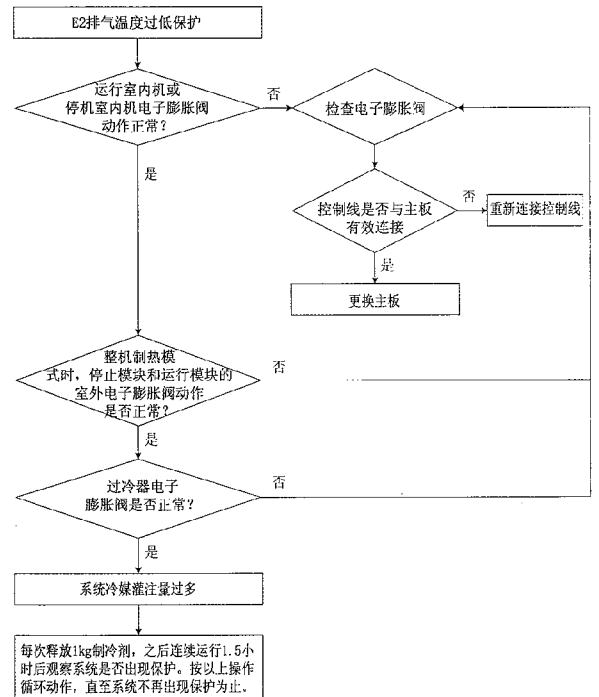 E2排气温度过低保护
运行室内机或
停机室内机电子膨胀阀
动作正常？
否
检查电子膨胀阀
是
控制线是否与主板
有效连接
否
重新连接控制线
是
更换主板
整机制热模
式时，停止模块和运行模块的
室外电子膨胀阀动作
是否正常？
否
是
过冷器电子
膨胀阀是否正常？
否
是
系统冷媒灌注量过多
每次释放1kg制冷剂，之后连续运行1.5小
时后观察系统是否出现保护。按以上操作
循环动作，直至系统不再出现保护为止。